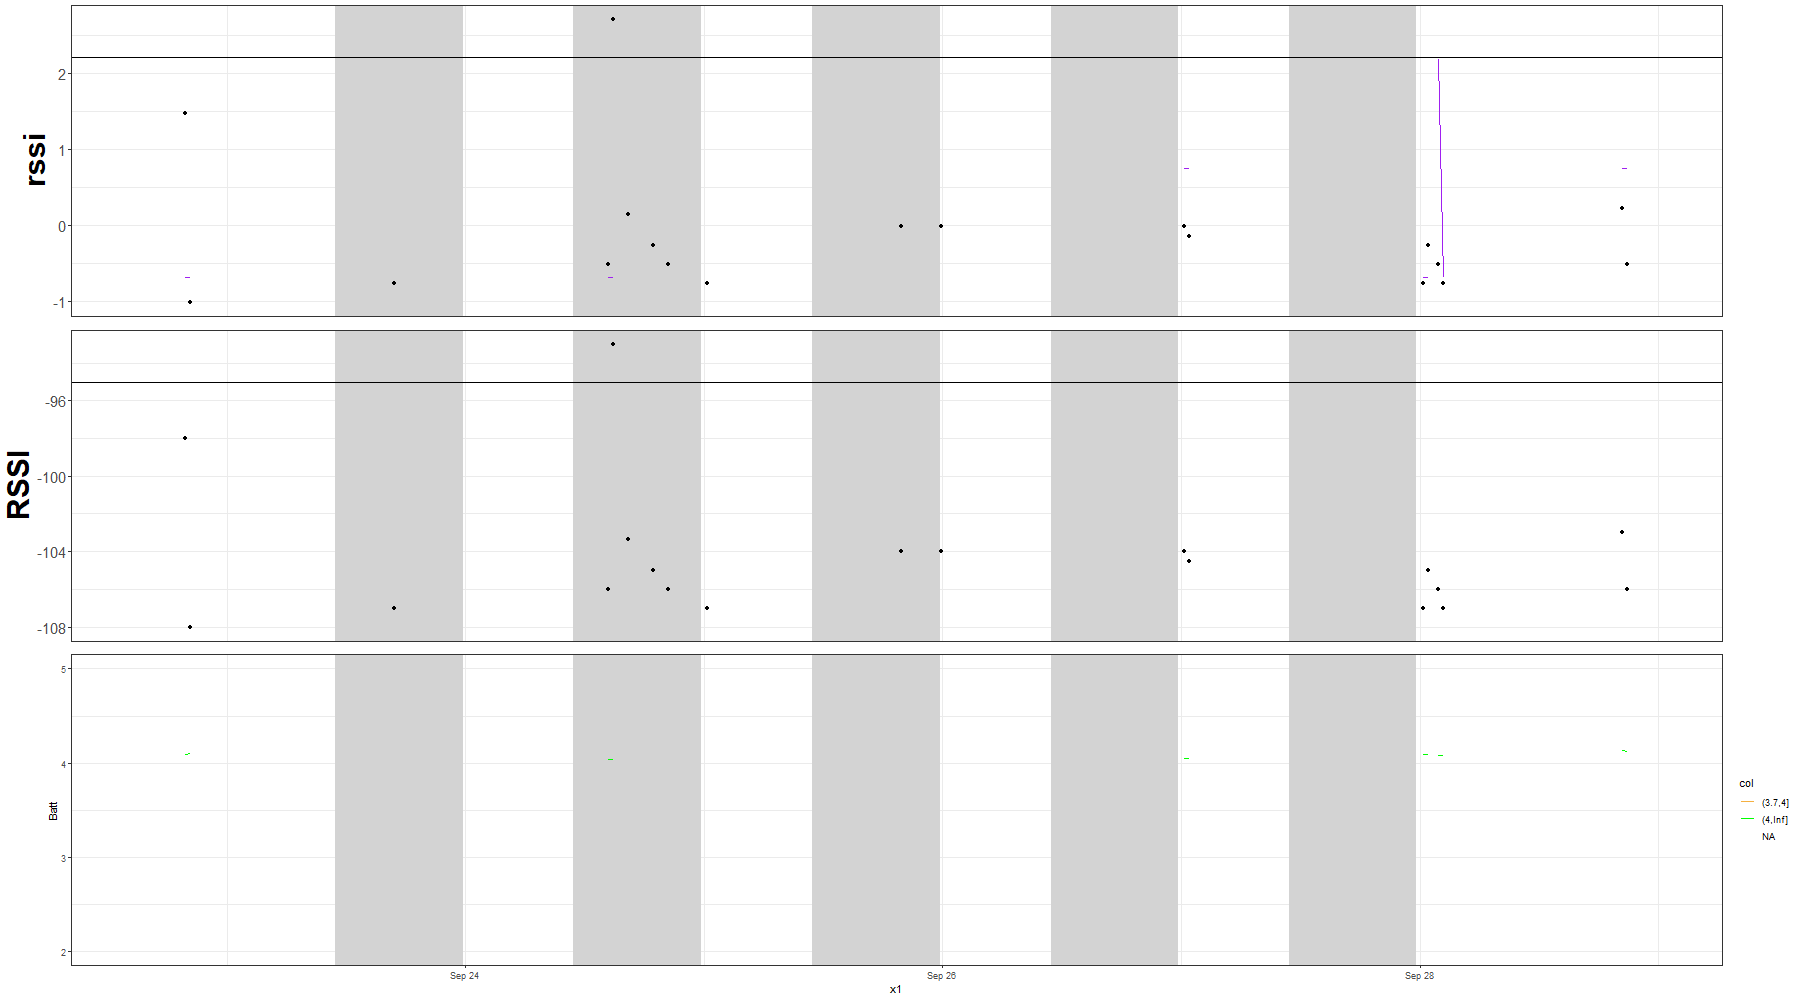 rssi
2
1
0
-1
RSSI
-96
-100
-104
-108
Batt
5
4
3
2
Sep 24
Sep 26
Sep 28
x1
col
(3.7,4]
(4,Inf]
NA